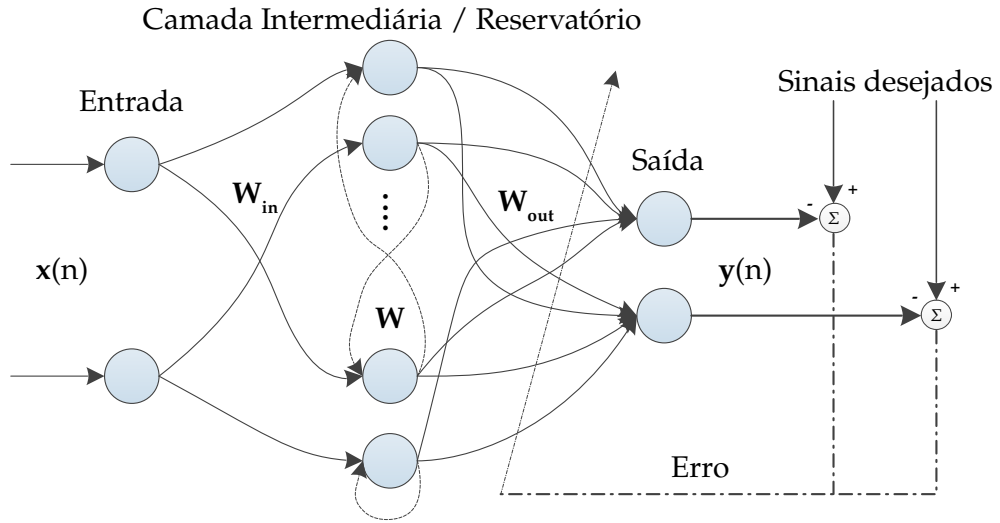 Camada Intermediária / Reservatório
Sinais desejados
Entrada
Saída
W_in
W_out
+
-
Σ
x(n)
y(n)
-
+
Σ
W
Erro